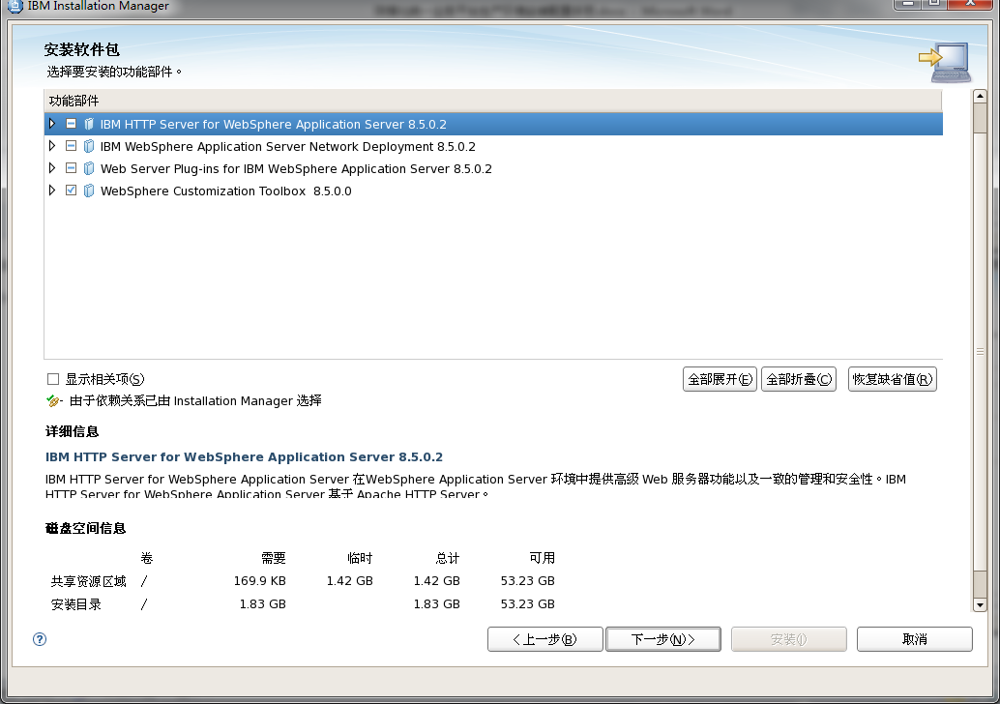 IBM Installation Manager
安装软件包
选择要安装的功能部件。
功能部件
IBM HTTP Server for WebSphere Application Server 8.5.0.2
IBM WebSphere Application Server Network Deployment 8.5.0.2
Web Server Plug-ins for IBM WebSphere Application Server 8.5.0.2
WebSphere Customization Toolbox 8.5.0.0
显示相关项(S) 全部展开(E) 全部折叠(C) 恢复缺省值(R)
由于依赖关系已由 Installation Manager 选择
详细信息
IBM HTTP Server for WebSphere Application Server 8.5.0.2
IBM HTTP Server for WebSphere Application Server 在WebSphere Application Server 环境中提供高级 Web 服务器功能以及一致的管理和安全性。IBM
HTTP Server for WebSphere Application Server 基于 Apache HTTP Server。
磁盘空间信息
卷 需要 临时 总计 可用
共享资源区域 / 169.9 KB 1.42 GB 1.42 GB 53.23 GB
安装目录 / 1.83 GB 1.83 GB 53.23 GB
? <上一步(B) 下一步(N)> 安装(I) 取消